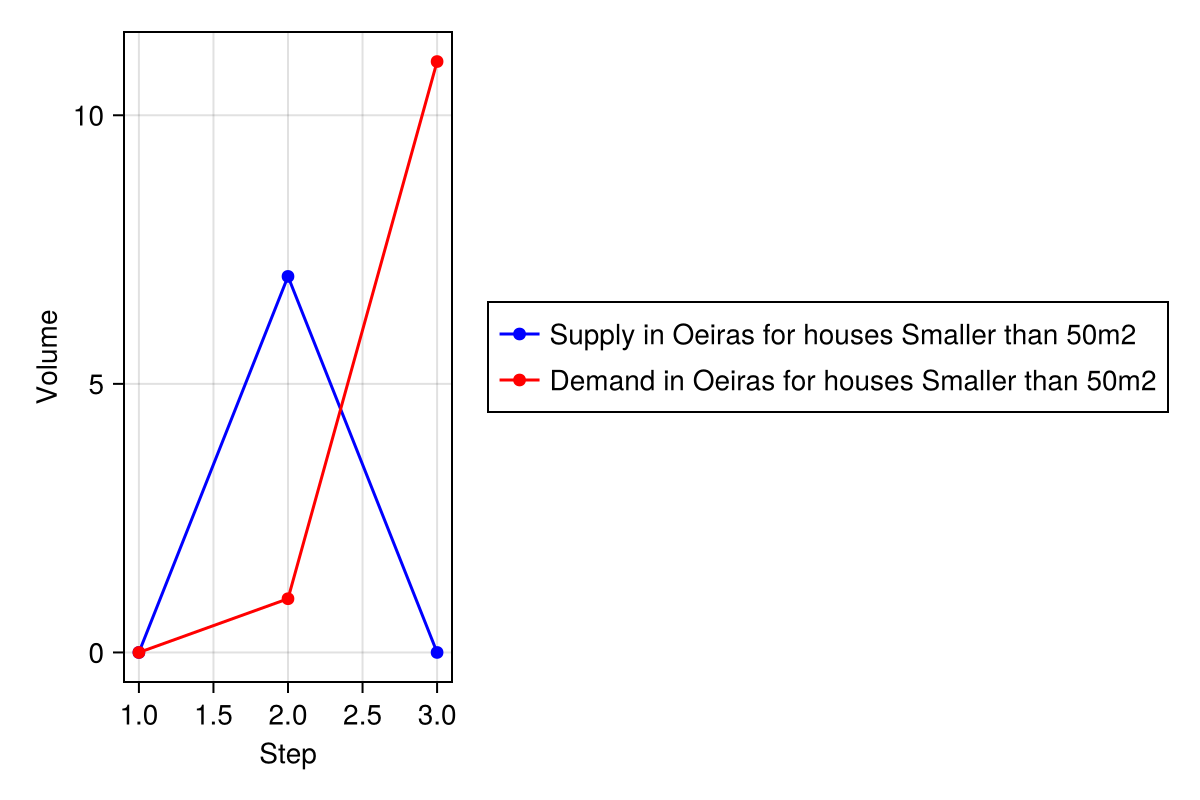 Volume
10
5
0
1.0 1.5 2.0 2.5 3.0
Step
Supply in Oeiras for houses Smaller than 50m2
Demand in Oeiras for houses Smaller than 50m2